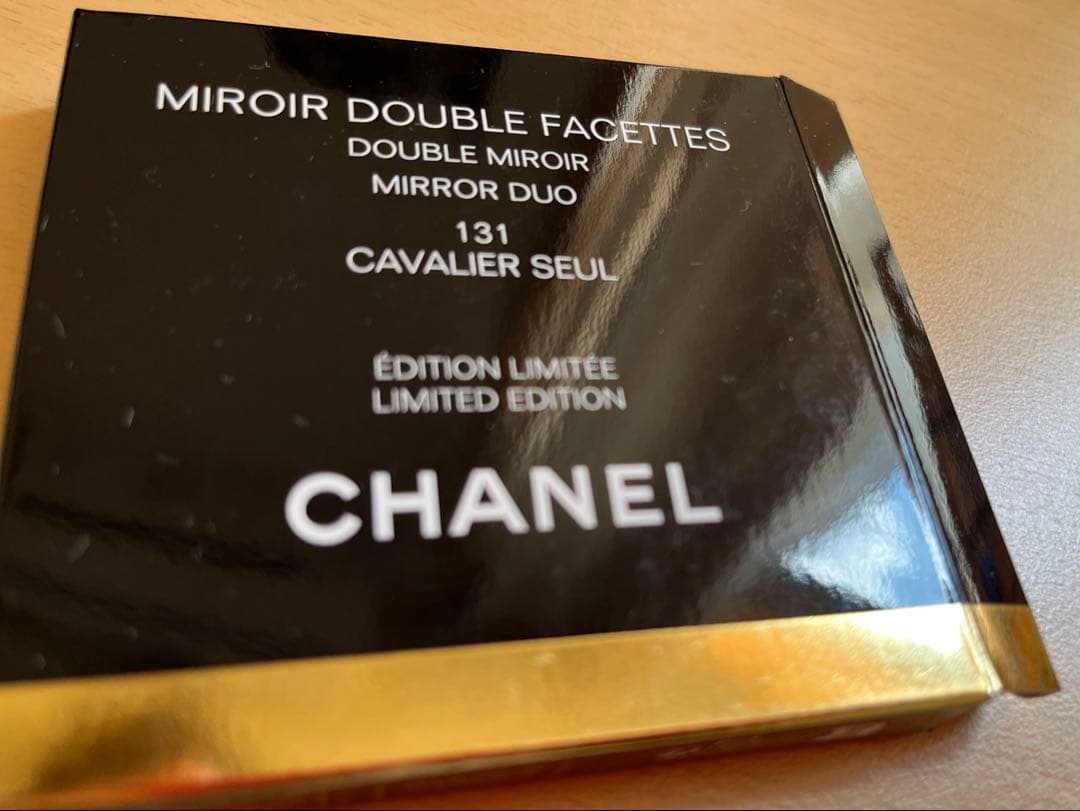 MIROIR DOUBLE FACETTES
DOUBLE MIROIR
MIRROR DUO
131
CAVALIER SEUL
ÉDITION LIMITÉE
LIMITED EDITION
CHANEL